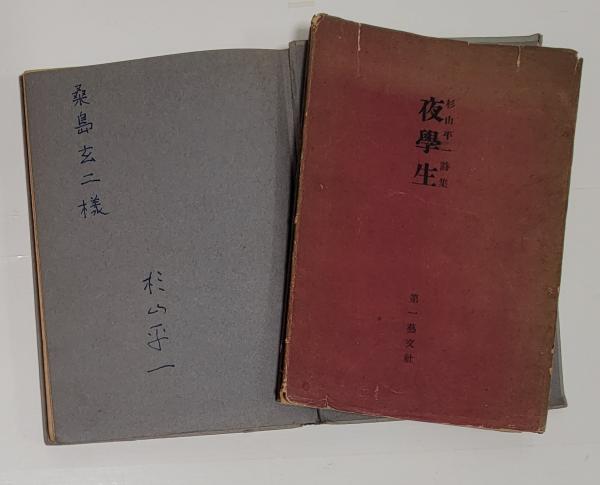 桑島玄二様
杉山平一
杉山平一詩集
夜學生
第一藝文社